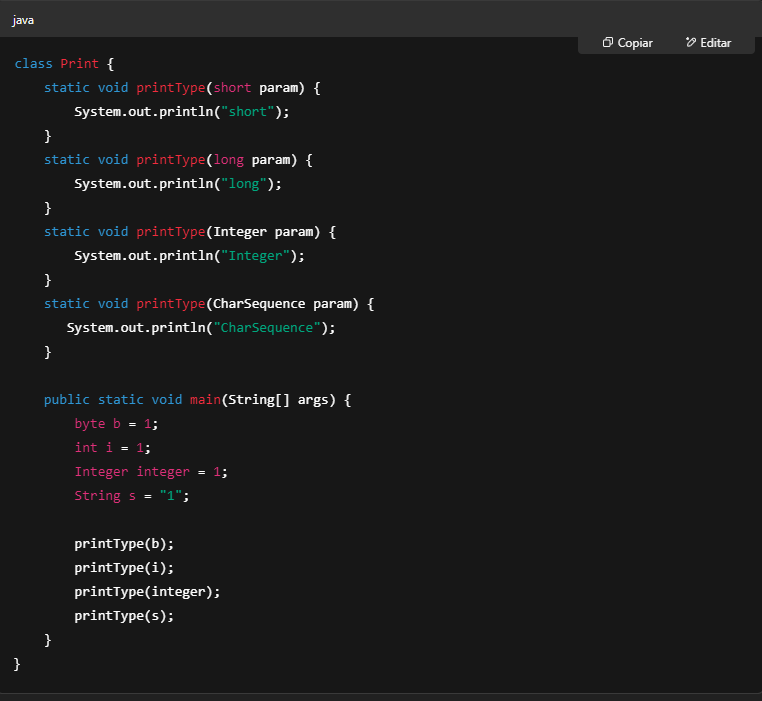 java
Copiar Editar
class Print {
    static void printType(short param) {
        System.out.println("short");
    }
    static void printType(long param) {
        System.out.println("long");
    }
    static void printType(Integer param) {
        System.out.println("Integer");
    }
    static void printType(CharSequence param) {
       System.out.println("CharSequence");
    }

    public static void main(String[] args) {
        byte b = 1;
        int i = 1;
        Integer integer = 1;
        String s = "1";

        printType(b);
        printType(i);
        printType(integer);
        printType(s);
    }
}